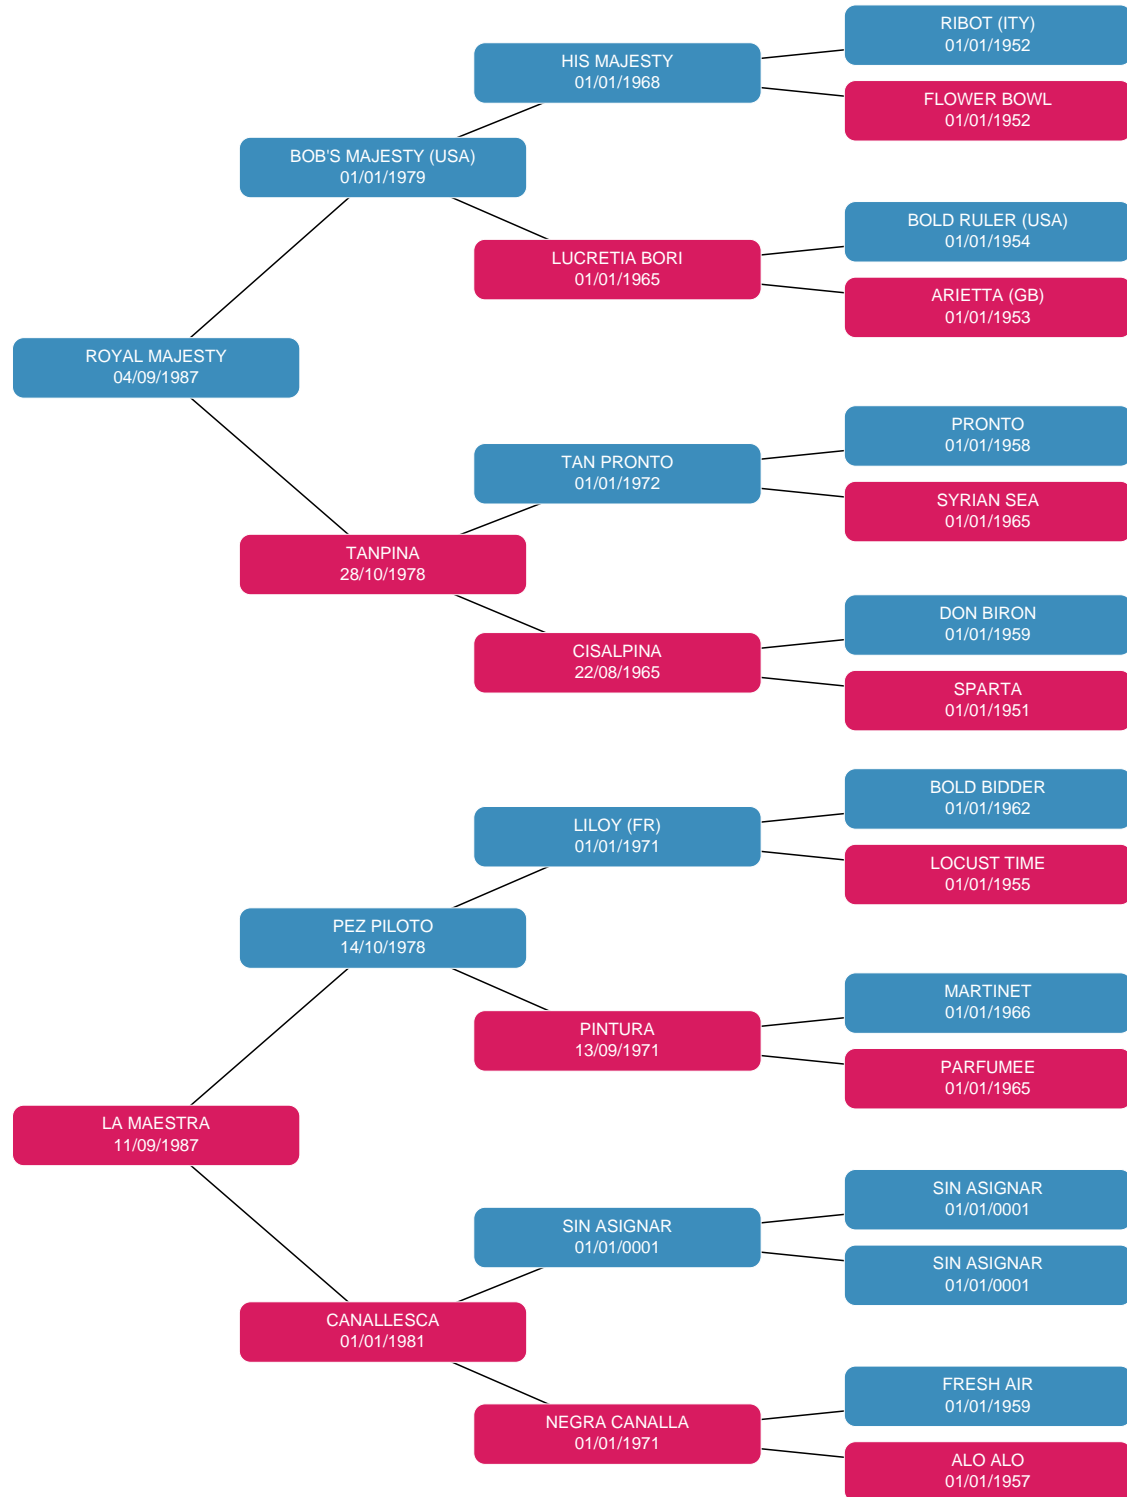 RIBOT (ITY)
01/01/1952
HIS MAJESTY
01/01/1968
FLOWER BOWL
01/01/1952
BOB'S MAJESTY (USA)
01/01/1979
BOLD RULER (USA)
01/01/1954
LUCRETIA BORI
01/01/1965
ARIETTA (GB)
01/01/1953
ROYAL MAJESTY
04/09/1987
PRONTO
01/01/1958
TAN PRONTO
01/01/1972
SYRIAN SEA
01/01/1965
TANPINA
28/10/1978
DON BIRON
01/01/1959
CISALPINA
22/08/1965
SPARTA
01/01/1951
BOLD BIDDER
01/01/1962
LILOY (FR)
01/01/1971
LOCUST TIME
01/01/1955
PEZ PILOTO
14/10/1978
MARTINET
01/01/1966
PINTURA
13/09/1971
PARFUMEE
01/01/1965
LA MAESTRA
11/09/1987
SIN ASIGNAR
01/01/0001
SIN ASIGNAR
01/01/0001
SIN ASIGNAR
01/01/0001
CANALLESCA
01/01/1981
FRESH AIR
01/01/1959
NEGRA CANALLA
01/01/1971
ALO ALO
01/01/1957